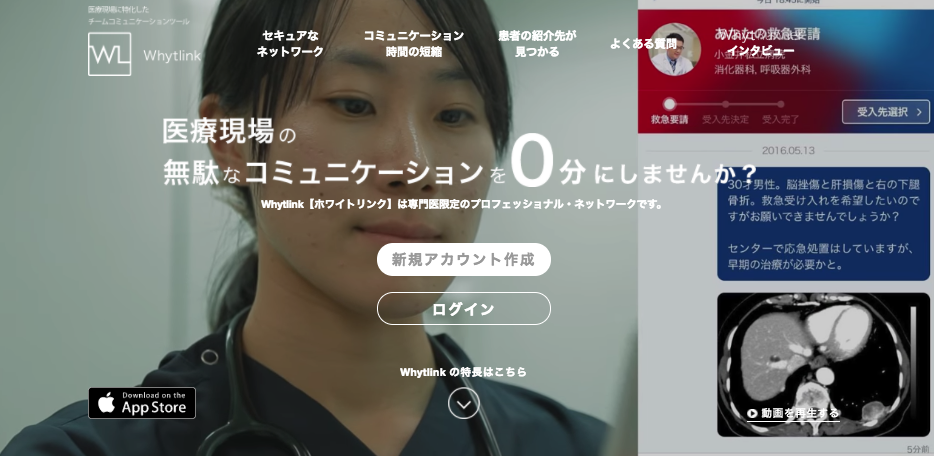 医療現場に特化した
チームコミュニケーションツール
WL
Whytlink
セキュアな
ネットワーク
コミュニケーション
時間の短縮
患者の紹介先が
見つかる
よくある質問
インタビュー
医療現場の
無駄なコミュニケーションを0分にしませんか？
Whytlink【ホワイトリンク】は専門医限定のプロフェッショナル・ネットワークです。
新規アカウント作成
ログイン
Whytlink の特長はこちら
Download on the
App Store
あなたの救急要請
消化器科, 呼吸器外科
救急要請
受入先決定
受入完了
受入先選択
2016.05.13
30才男性。脳挫傷と肝損傷と右の下腿
骨折。救急受け入れを希望したいので
すがお願いできませんでしょうか？
センターで応急処置はしていますが、
早期の治療が必要かと。
動画を再生する
5分前